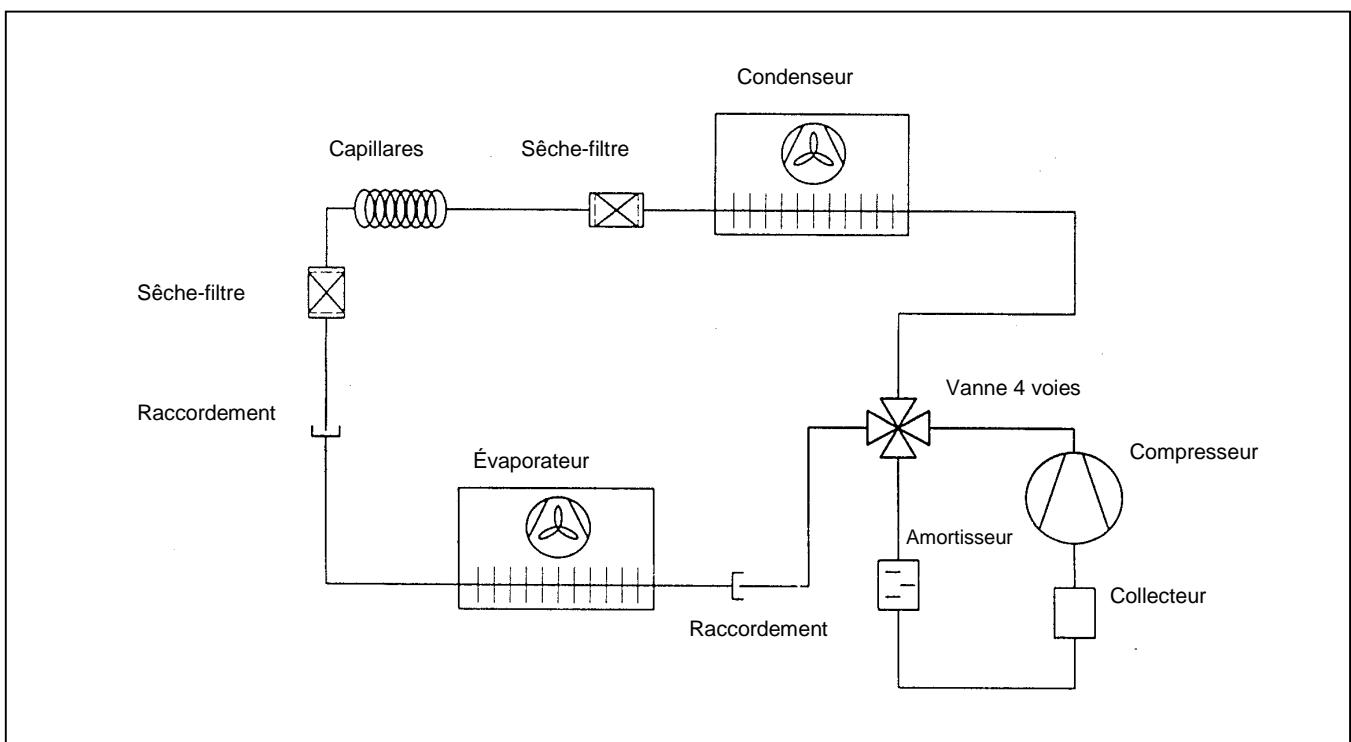 Condenseur
Capillares
Sêche-filtre
Sêche-filtre
Raccordement
Vanne 4 voies
Compresseur
Évaporateur
Amortisseur
Collecteur
Raccordement